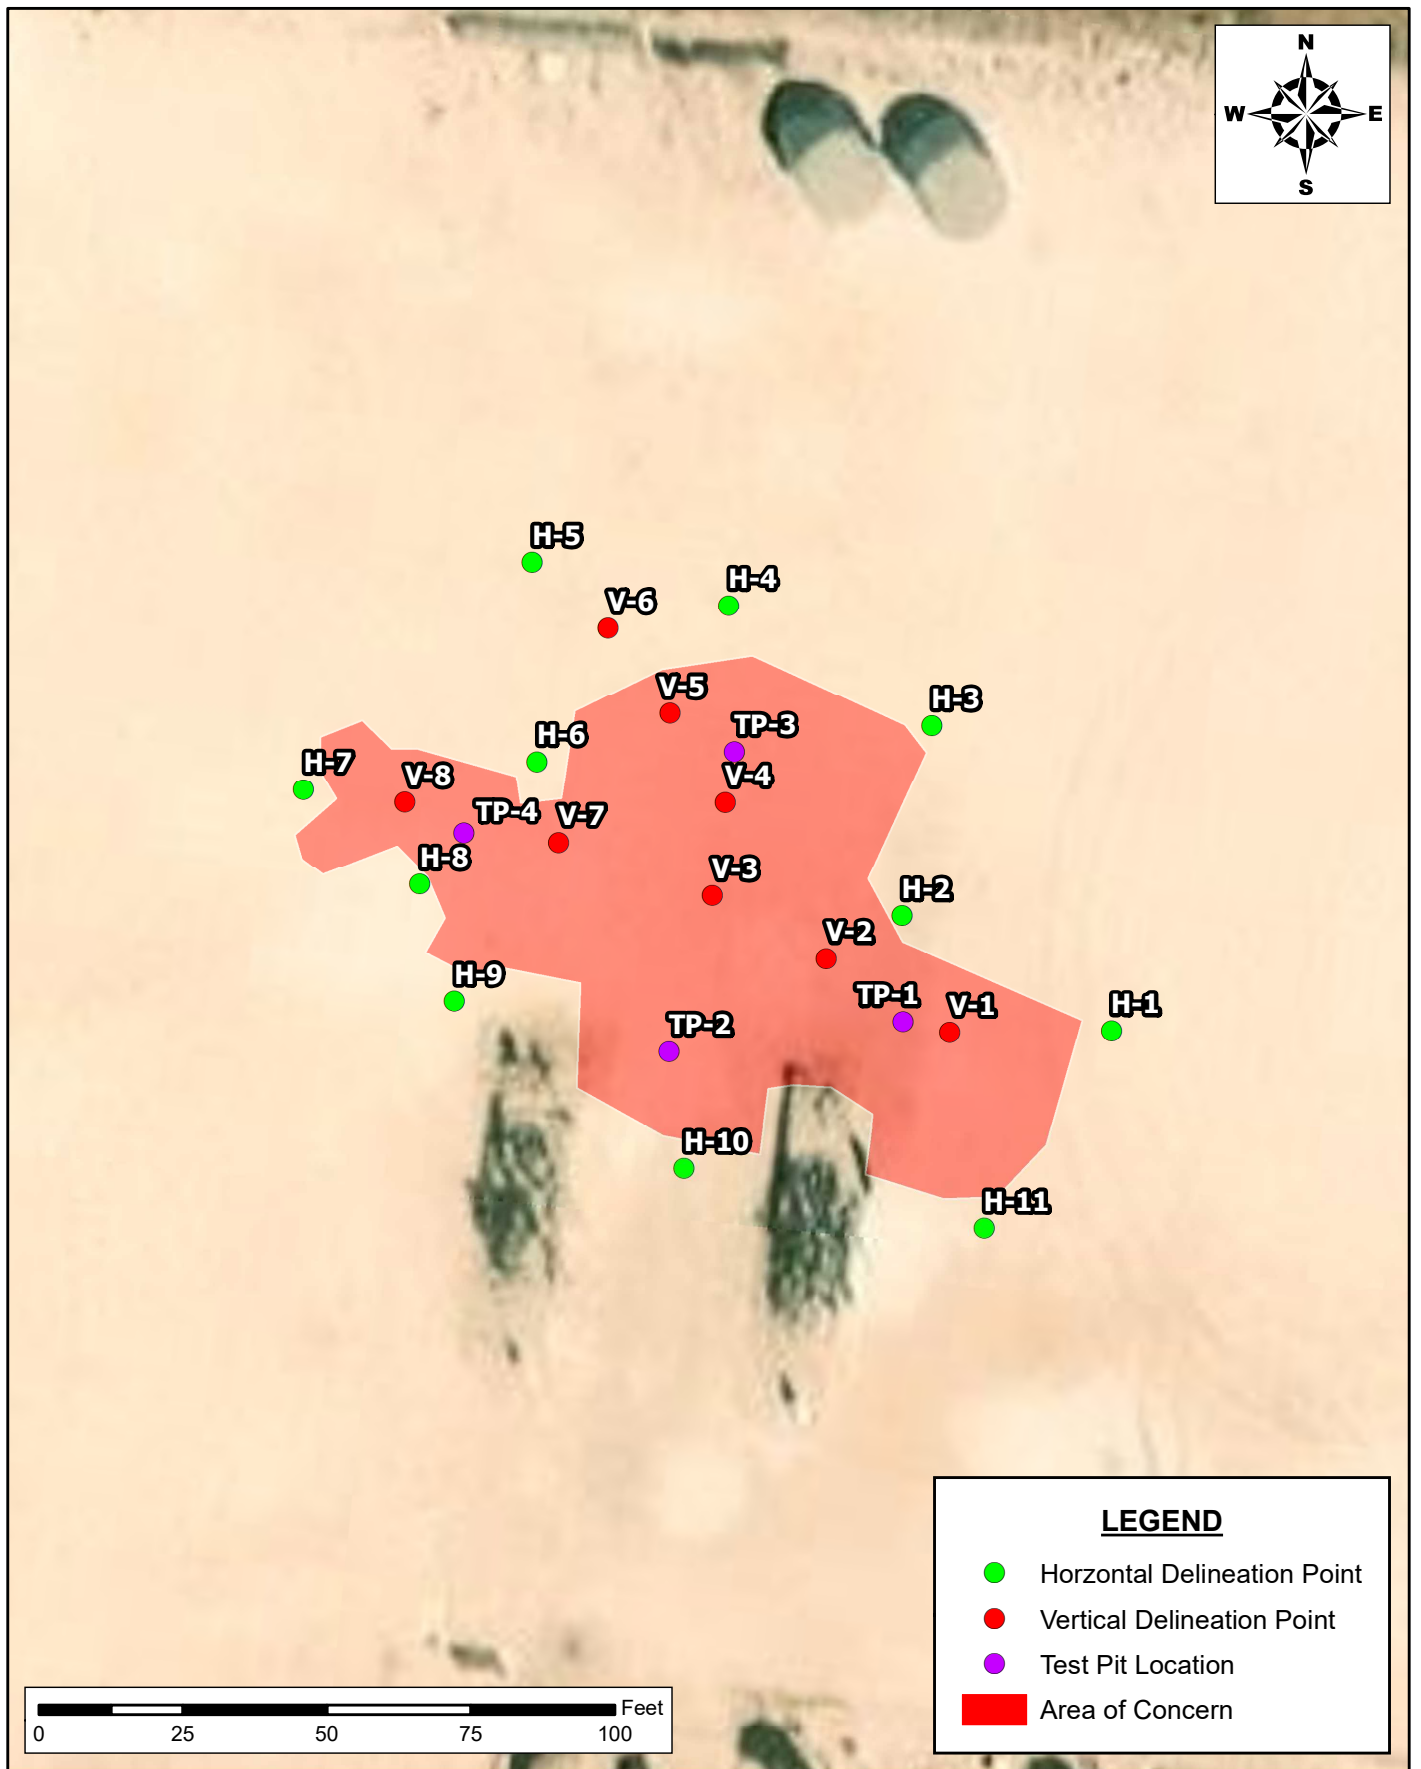 N
W E
S
H-5
H-4
V-6
V-5
H-3
TP-3
H-6
H-7
V-8
V-4
TP-4
V-7
H-8
V-3
H-2
V-2
H-9
TP-1
V-1
H-1
TP-2
H-10
H-11
LEGEND
Horzontal Delineation Point
Vertical Delineation Point
Test Pit Location
Area of Concern
Feet
0 25 50 75 100